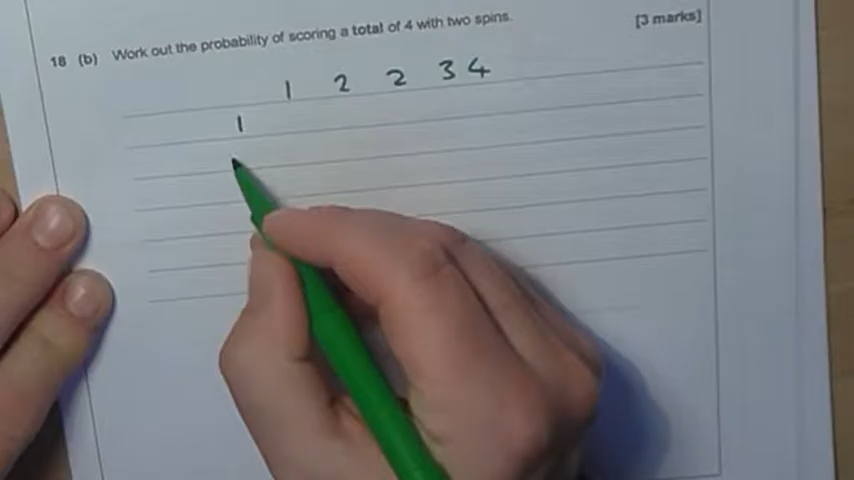 18 (b) Work out the probability of scoring a total of 4 with two spins.
[3 marks]
1 2 2 3 4
1